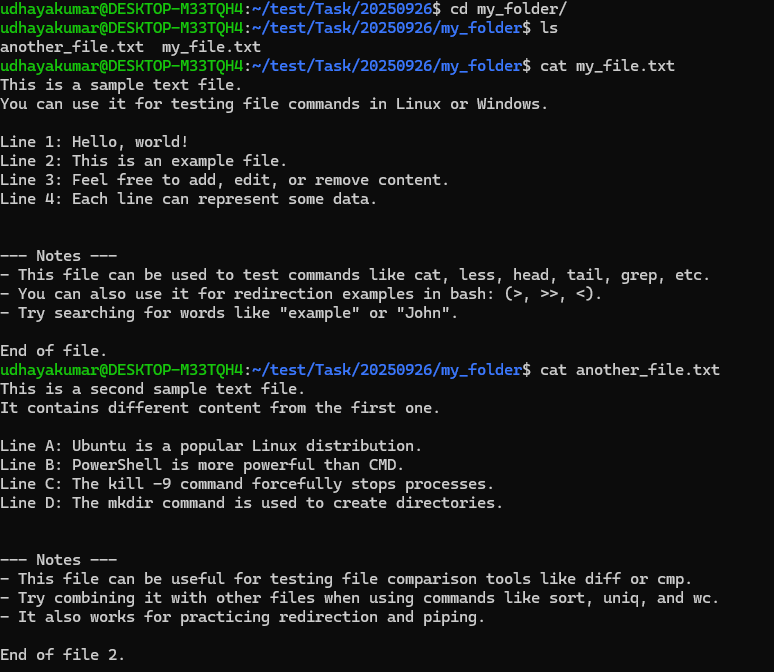 udhayakumar@DESKTOP-M33TQH4:~/test/Task/20250926$ cd my_folder/
udhayakumar@DESKTOP-M33TQH4:~/test/Task/20250926/my_folder$ ls
another_file.txt  my_file.txt
udhayakumar@DESKTOP-M33TQH4:~/test/Task/20250926/my_folder$ cat my_file.txt
This is a sample text file.
You can use it for testing file commands in Linux or Windows.

Line 1: Hello, world!
Line 2: This is an example file.
Line 3: Feel free to add, edit, or remove content.
Line 4: Each line can represent some data.


--- Notes ---
- This file can be used to test commands like cat, less, head, tail, grep, etc.
- You can also use it for redirection examples in bash: (>, >>, <).
- Try searching for words like "example" or "John".

End of file.
udhayakumar@DESKTOP-M33TQH4:~/test/Task/20250926/my_folder$ cat another_file.txt
This is a second sample text file.
It contains different content from the first one.

Line A: Ubuntu is a popular Linux distribution.
Line B: PowerShell is more powerful than CMD.
Line C: The kill -9 command forcefully stops processes.
Line D: The mkdir command is used to create directories.


--- Notes ---
- This file can be useful for testing file comparison tools like diff or cmp.
- Try combining it with other files when using commands like sort, uniq, and wc.
- It also works for practicing redirection and piping.

End of file 2.